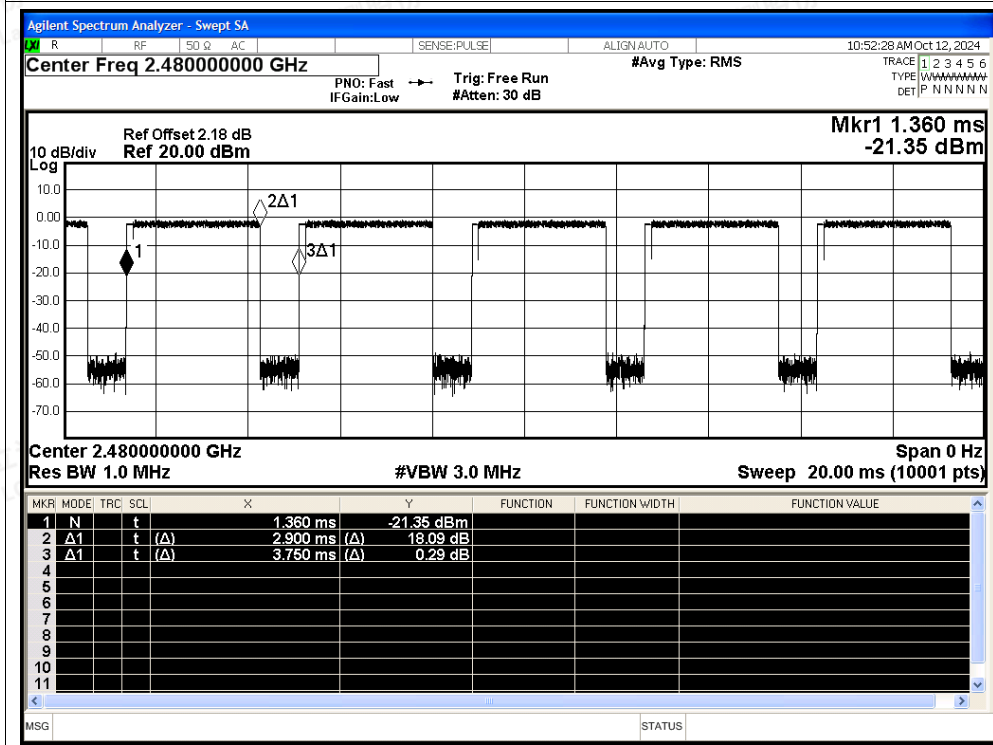 Agilent Spectrum Analyzer - Swept SA
LXI R RF 50 Ω AC SENSE:PULSE ALIGN AUTO 10:52:28 AM Oct 12, 2024
Center Freq 2.480000000 GHz #Avg Type: RMS TRACE 1 2 3 4 5 6
PNO: Fast Trig: Free Run TYPE W
IFGain:Low #Atten: 30 dB DET P N N N N N
Mkr1 1.360 ms
Ref Offset 2.18 dB
10 dB/div Ref 20.00 dBm -21.35 dBm
Log
10.0
2Δ1
0.00
-10.0
1 3Δ1
-20.0
-30.0
-40.0
-50.0
-60.0
-70.0
Center 2.480000000 GHz Span 0 Hz
Res BW 1.0 MHz #VBW 3.0 MHz Sweep 20.00 ms (10001 pts)
MKR MODE TRC SCL X Y FUNCTION FUNCTION WIDTH FUNCTION VALUE
1 N t 1.360 ms -21.35 dBm
2 Δ1 t (Δ) 2.900 ms (Δ) 18.09 dB
3 Δ1 t (Δ) 3.750 ms (Δ) 0.29 dB
4
5
6
7
8
9
10
11
MSG STATUS